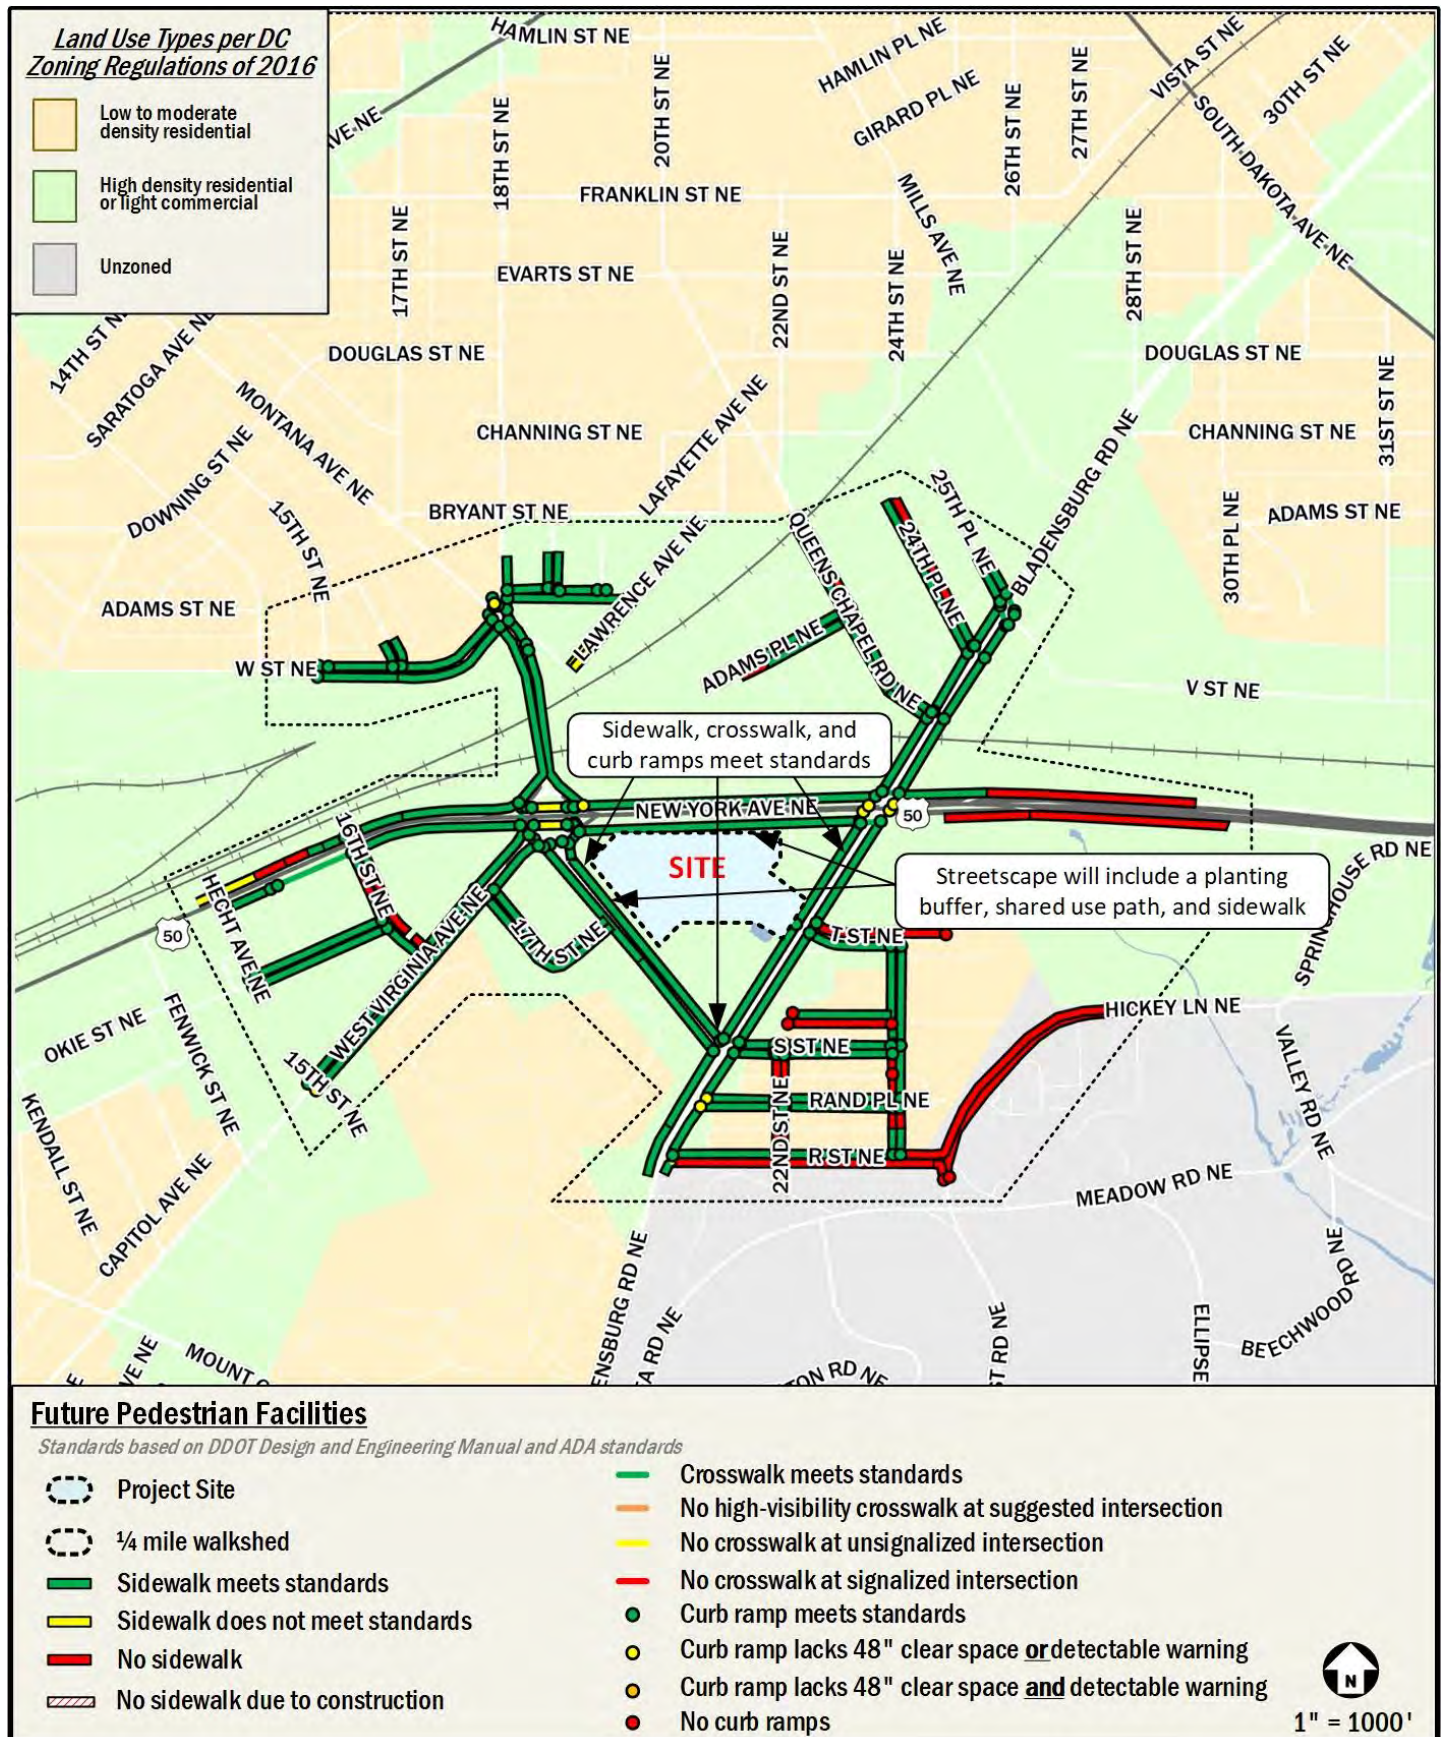 Land Use Types per DC
Zoning Regulations of 2016
Low to moderate
density residential
High density residential
or light commercial
Unzoned
HAMLIN ST NE
HAMLIN PL NE
GIRARD PL NE
VISTA ST NE
30TH ST NE
SOUTH DAKOTA AVE NE
AVE NE
18TH ST NE
20TH ST NE
26TH ST NE
27TH ST NE
FRANKLIN ST NE
MILLS AVE NE
17TH ST NE
EVARTS ST NE
22ND ST NE
24TH ST NE
28TH ST NE
14TH ST NE
SARATOGA AVE NE
DOUGLAS ST NE
DOUGLAS ST NE
31ST ST NE
MONTANA AVE NE
DOWNING ST NE
CHANNING ST NE
LAFAYETTE AVE NE
CHANNING ST NE
BLADENSBURG RD NE
15TH ST NE
BRYANT ST NE
LAWRENCE AVE NE
QUEENS CHAPEL RD NE
24TH PL NE
25TH PL NE
30TH PL NE
ADAMS ST NE
ADAMS ST NE
W ST NE
ADAMS PL NE
V ST NE
Sidewalk, crosswalk, and
curb ramps meet standards
NEW YORK AVE NE
50
16TH ST NE
SITE
Streetscape will include a planting
buffer, shared use path, and sidewalk
SPRINGHOUSE RD NE
HECHT AVE NE
50
WEST VIRGINIA AVE NE
17TH ST NE
T ST NE
OKIE ST NE
FENWICK ST NE
15TH ST NE
S ST NE
HICKEY LN NE
VALLEY RD NE
KENDALL ST NE
22ND ST NE
RAND PL NE
R ST NE
CAPITOL AVE NE
MEADOW RD NE
ENSBURG RD NE
TA RD NE
ST RD NE
ELLIPSE
BEECHWOOD RD NE
AVE NE
MOUNT
TON RD NE
Future Pedestrian Facilities
Standards based on DDOT Design and Engineering Manual and ADA standards
Project Site
¼ mile walkshed
Sidewalk meets standards
Sidewalk does not meet standards
No sidewalk
No sidewalk due to construction
Crosswalk meets standards
No high-visibility crosswalk at suggested intersection
No crosswalk at unsignalized intersection
No crosswalk at signalized intersection
Curb ramp meets standards
Curb ramp lacks 48" clear space or detectable warning
Curb ramp lacks 48" clear space and detectable warning
No curb ramps
N
1" = 1000'